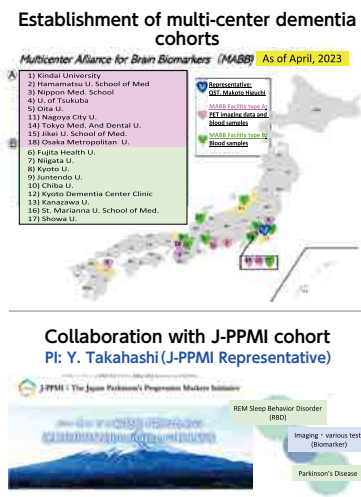 Establishment of multi-center dementia
cohorts
Multicenter Alliance for Brain Biomarkers (MABB)
As of April, 2023
A
1) Kindai University
2) Hamamatsu U. School of Med
3) Nippon Med. School
4) U. of Tsukuba
5) Oita U.
11) Nagoya City U.
14) Tokyo Med. And Dental U.
15) Jikei U. School of Med.
18) Osaka Metropolitan U.
B
6) Fujita Health U.
7) Niigata U.
8) Kyoto U.
9) Juntendo U.
10) Chiba U.
12) Kyoto Dementia Center Clinic
13) Kanazawa U.
16) St. Marianna U. School of Med.
17) Showa U.
Representative:
QST, Makoto Higuchi
MABB Facility type A:
PET imaging data and
blood samples
MABB Facility type B:
Blood samples
Collaboration with J-PPMI cohort
PI: Y. Takahashi (J-PPMI Representative)
J-PPMI : The Japan Parkinson's Progression Markers Initiative
REM Sleep Behavior Disorder
(RBD)
Imaging・various test
(Biomarker)
Parkinson's Disease